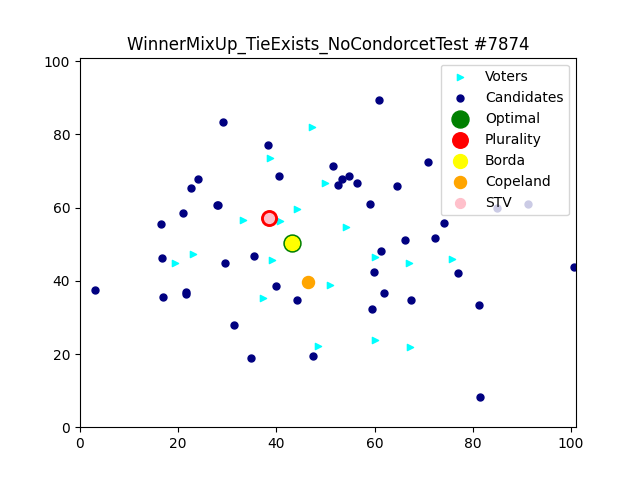 WinnerMixUp_TieExists_NoCondorcetTest #7874
Voters
Candidates
Optimal
Plurality
Borda
Copeland
STV
100
80
60
40
20
0
0 20 40 60 80 100